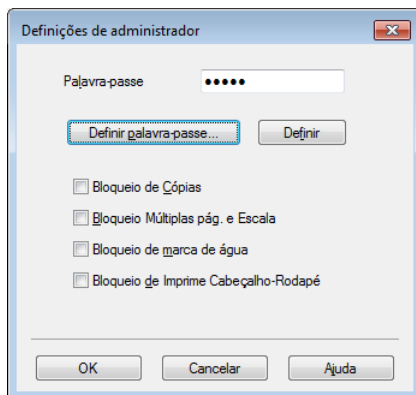 Definições de administrador
Palavra-passe •••••
Definir palavra-passe... Definir
Bloqueio de Cópias
Bloqueio Múltiplas pág. e Escala
Bloqueio de marca de água
Bloqueio de Imprime Cabeçalho-Rodapé
OK Cancelar Ajuda